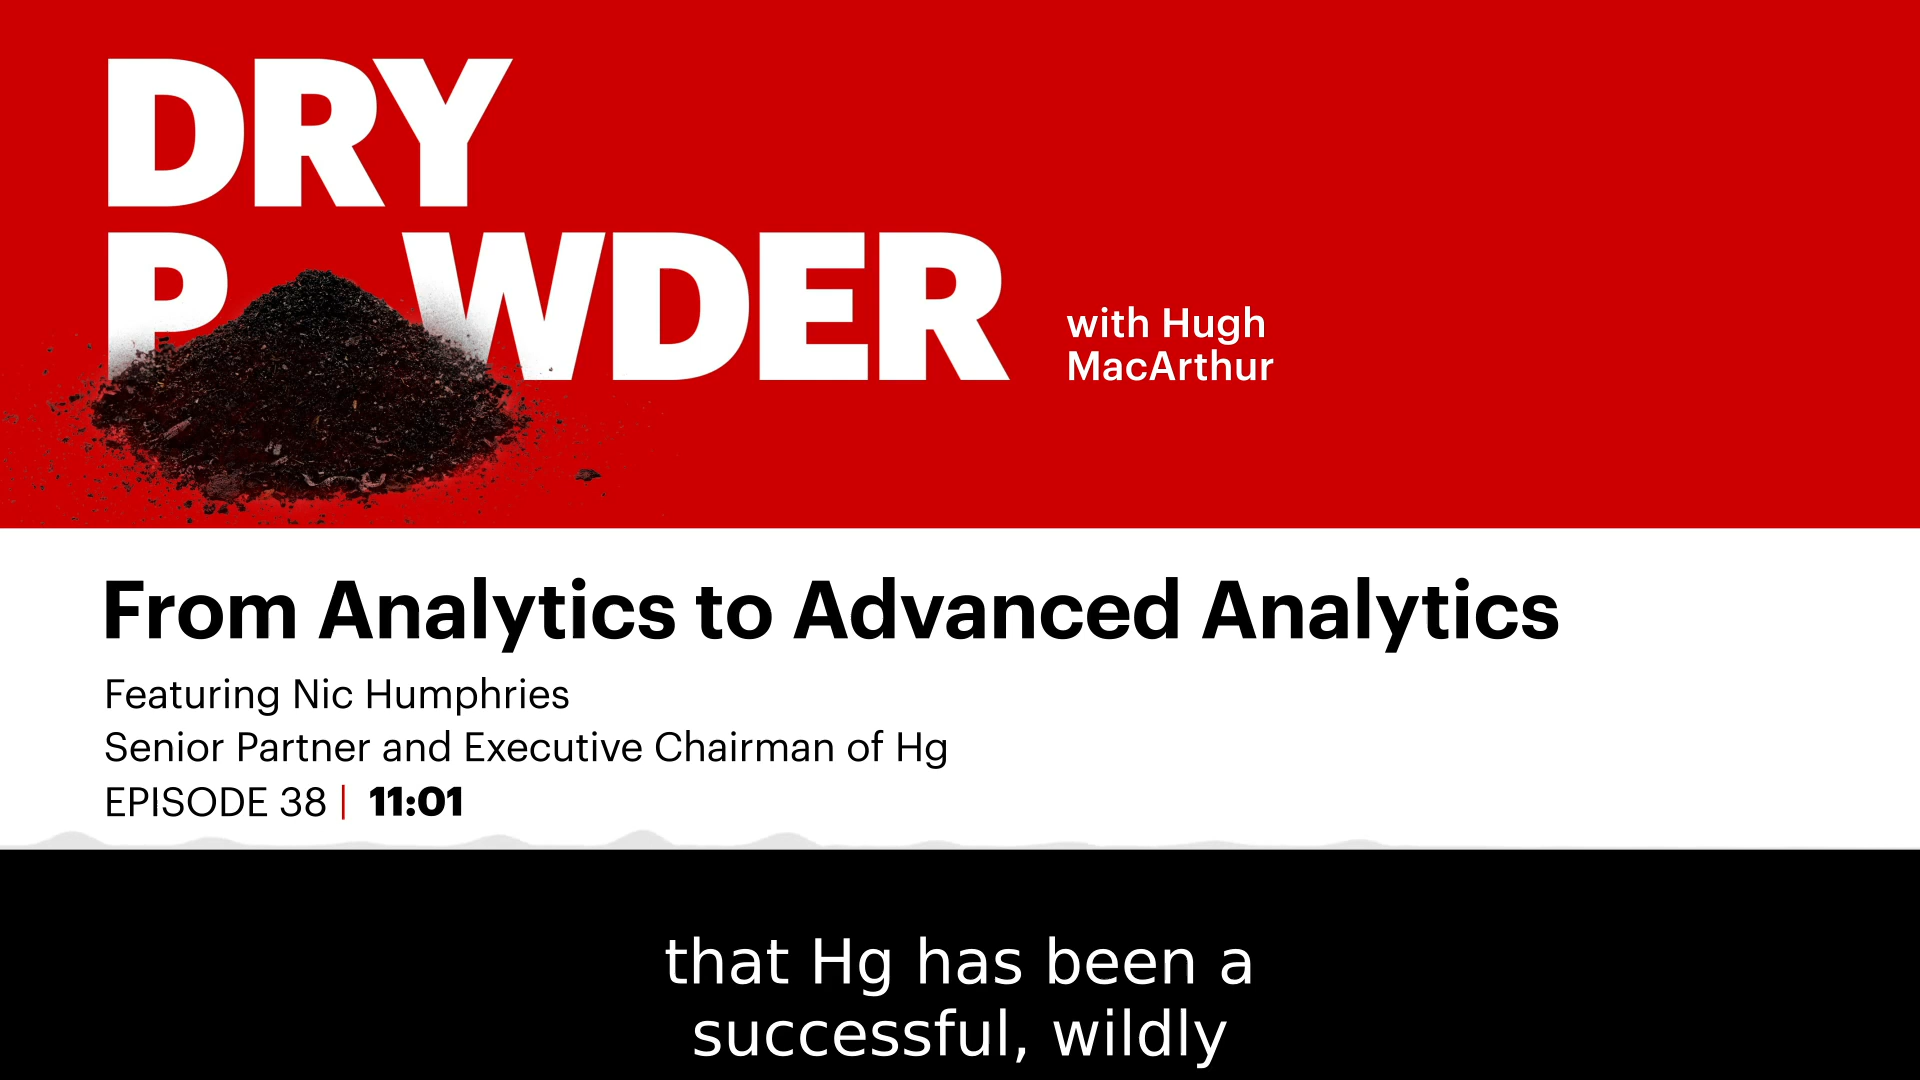 DRY
POWDER
with Hugh
MacArthur
From Analytics to Advanced Analytics
Featuring Nic Humphries
Senior Partner and Executive Chairman of Hg
EPISODE 38 | 11:01
that Hg has been a
successful, wildly